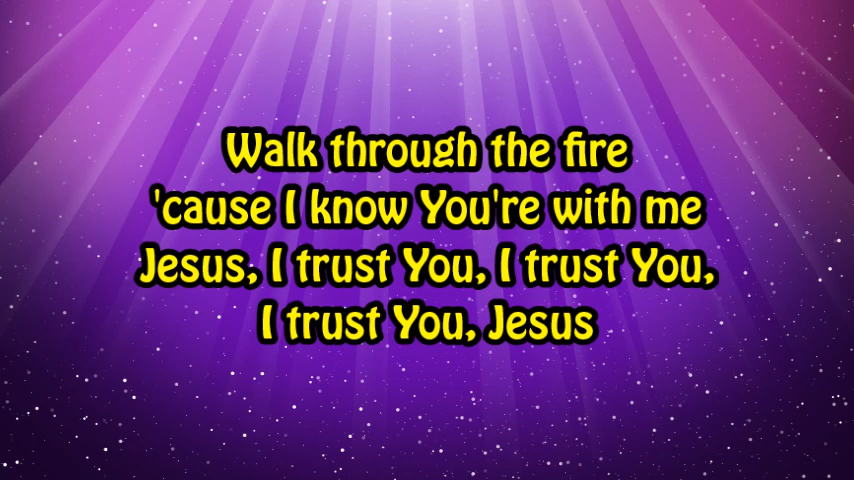 Walk through the fire
'cause I know You're with me
Jesus, I trust You, I trust You,
I trust You, Jesus